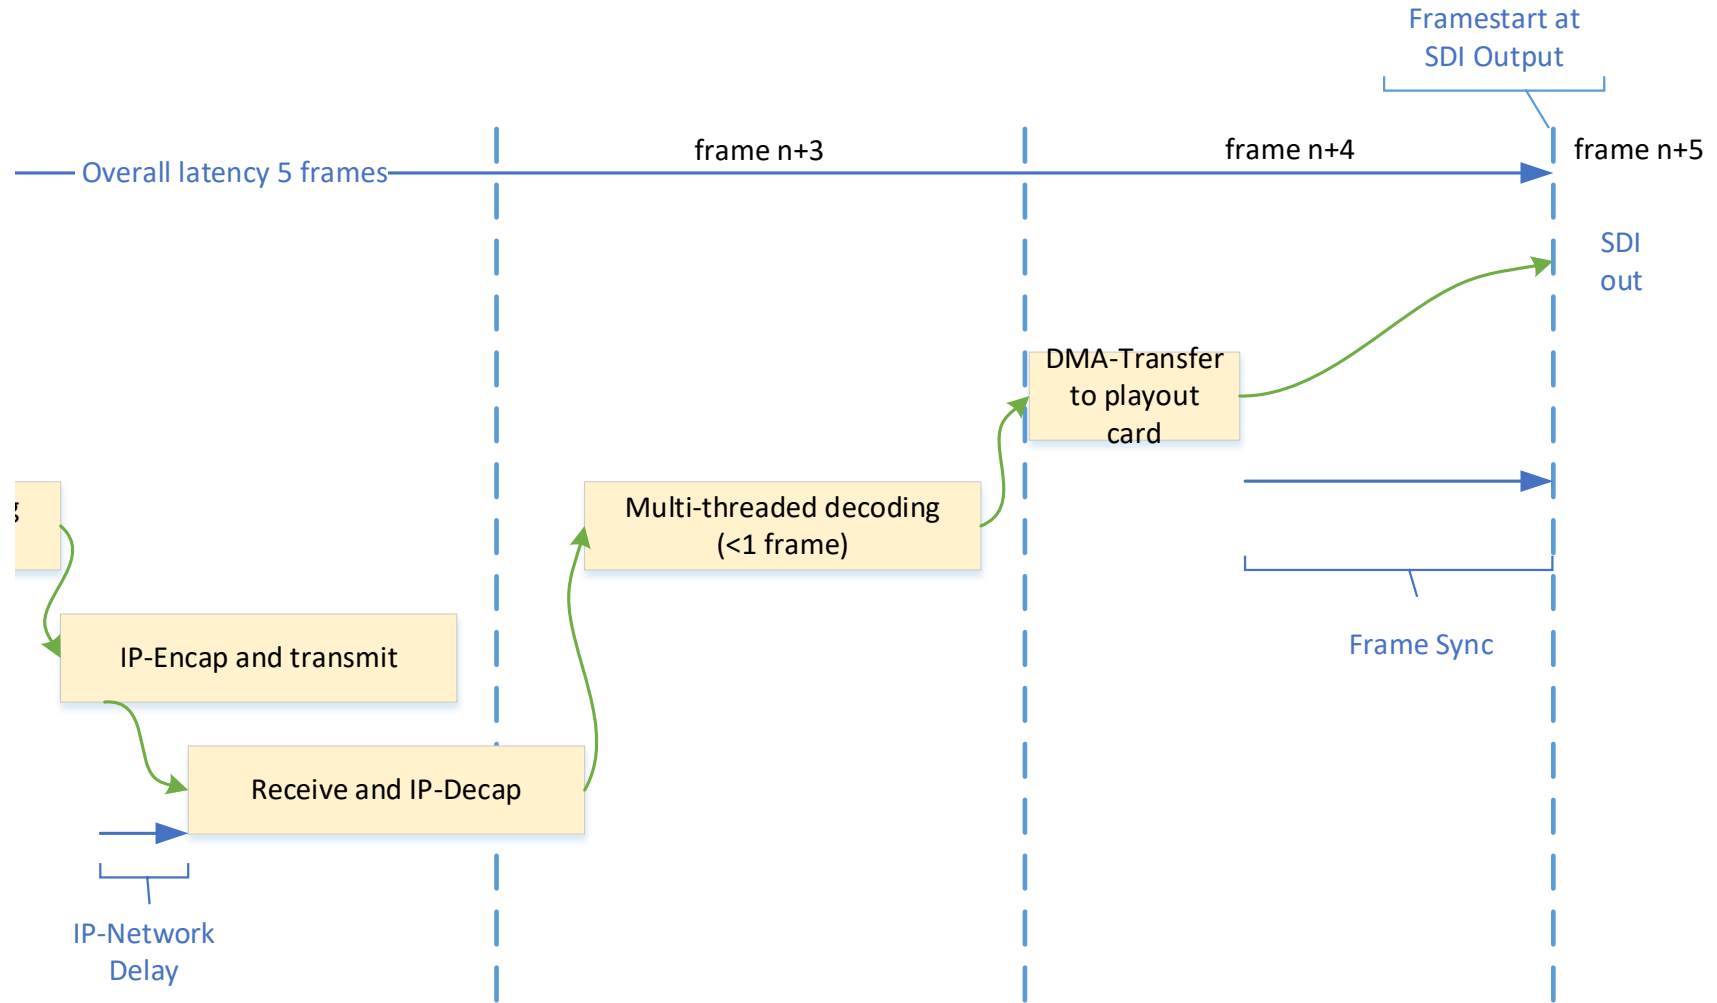 Framestart at
SDI Output
frame n+3
frame n+4
frame n+5
Overall latency 5 frames
SDI
out
DMA-Transfer
to playout
card
Multi-threaded decoding
(<1 frame)
IP-Encap and transmit
Frame Sync
Receive and IP-Decap
IP-Network
Delay